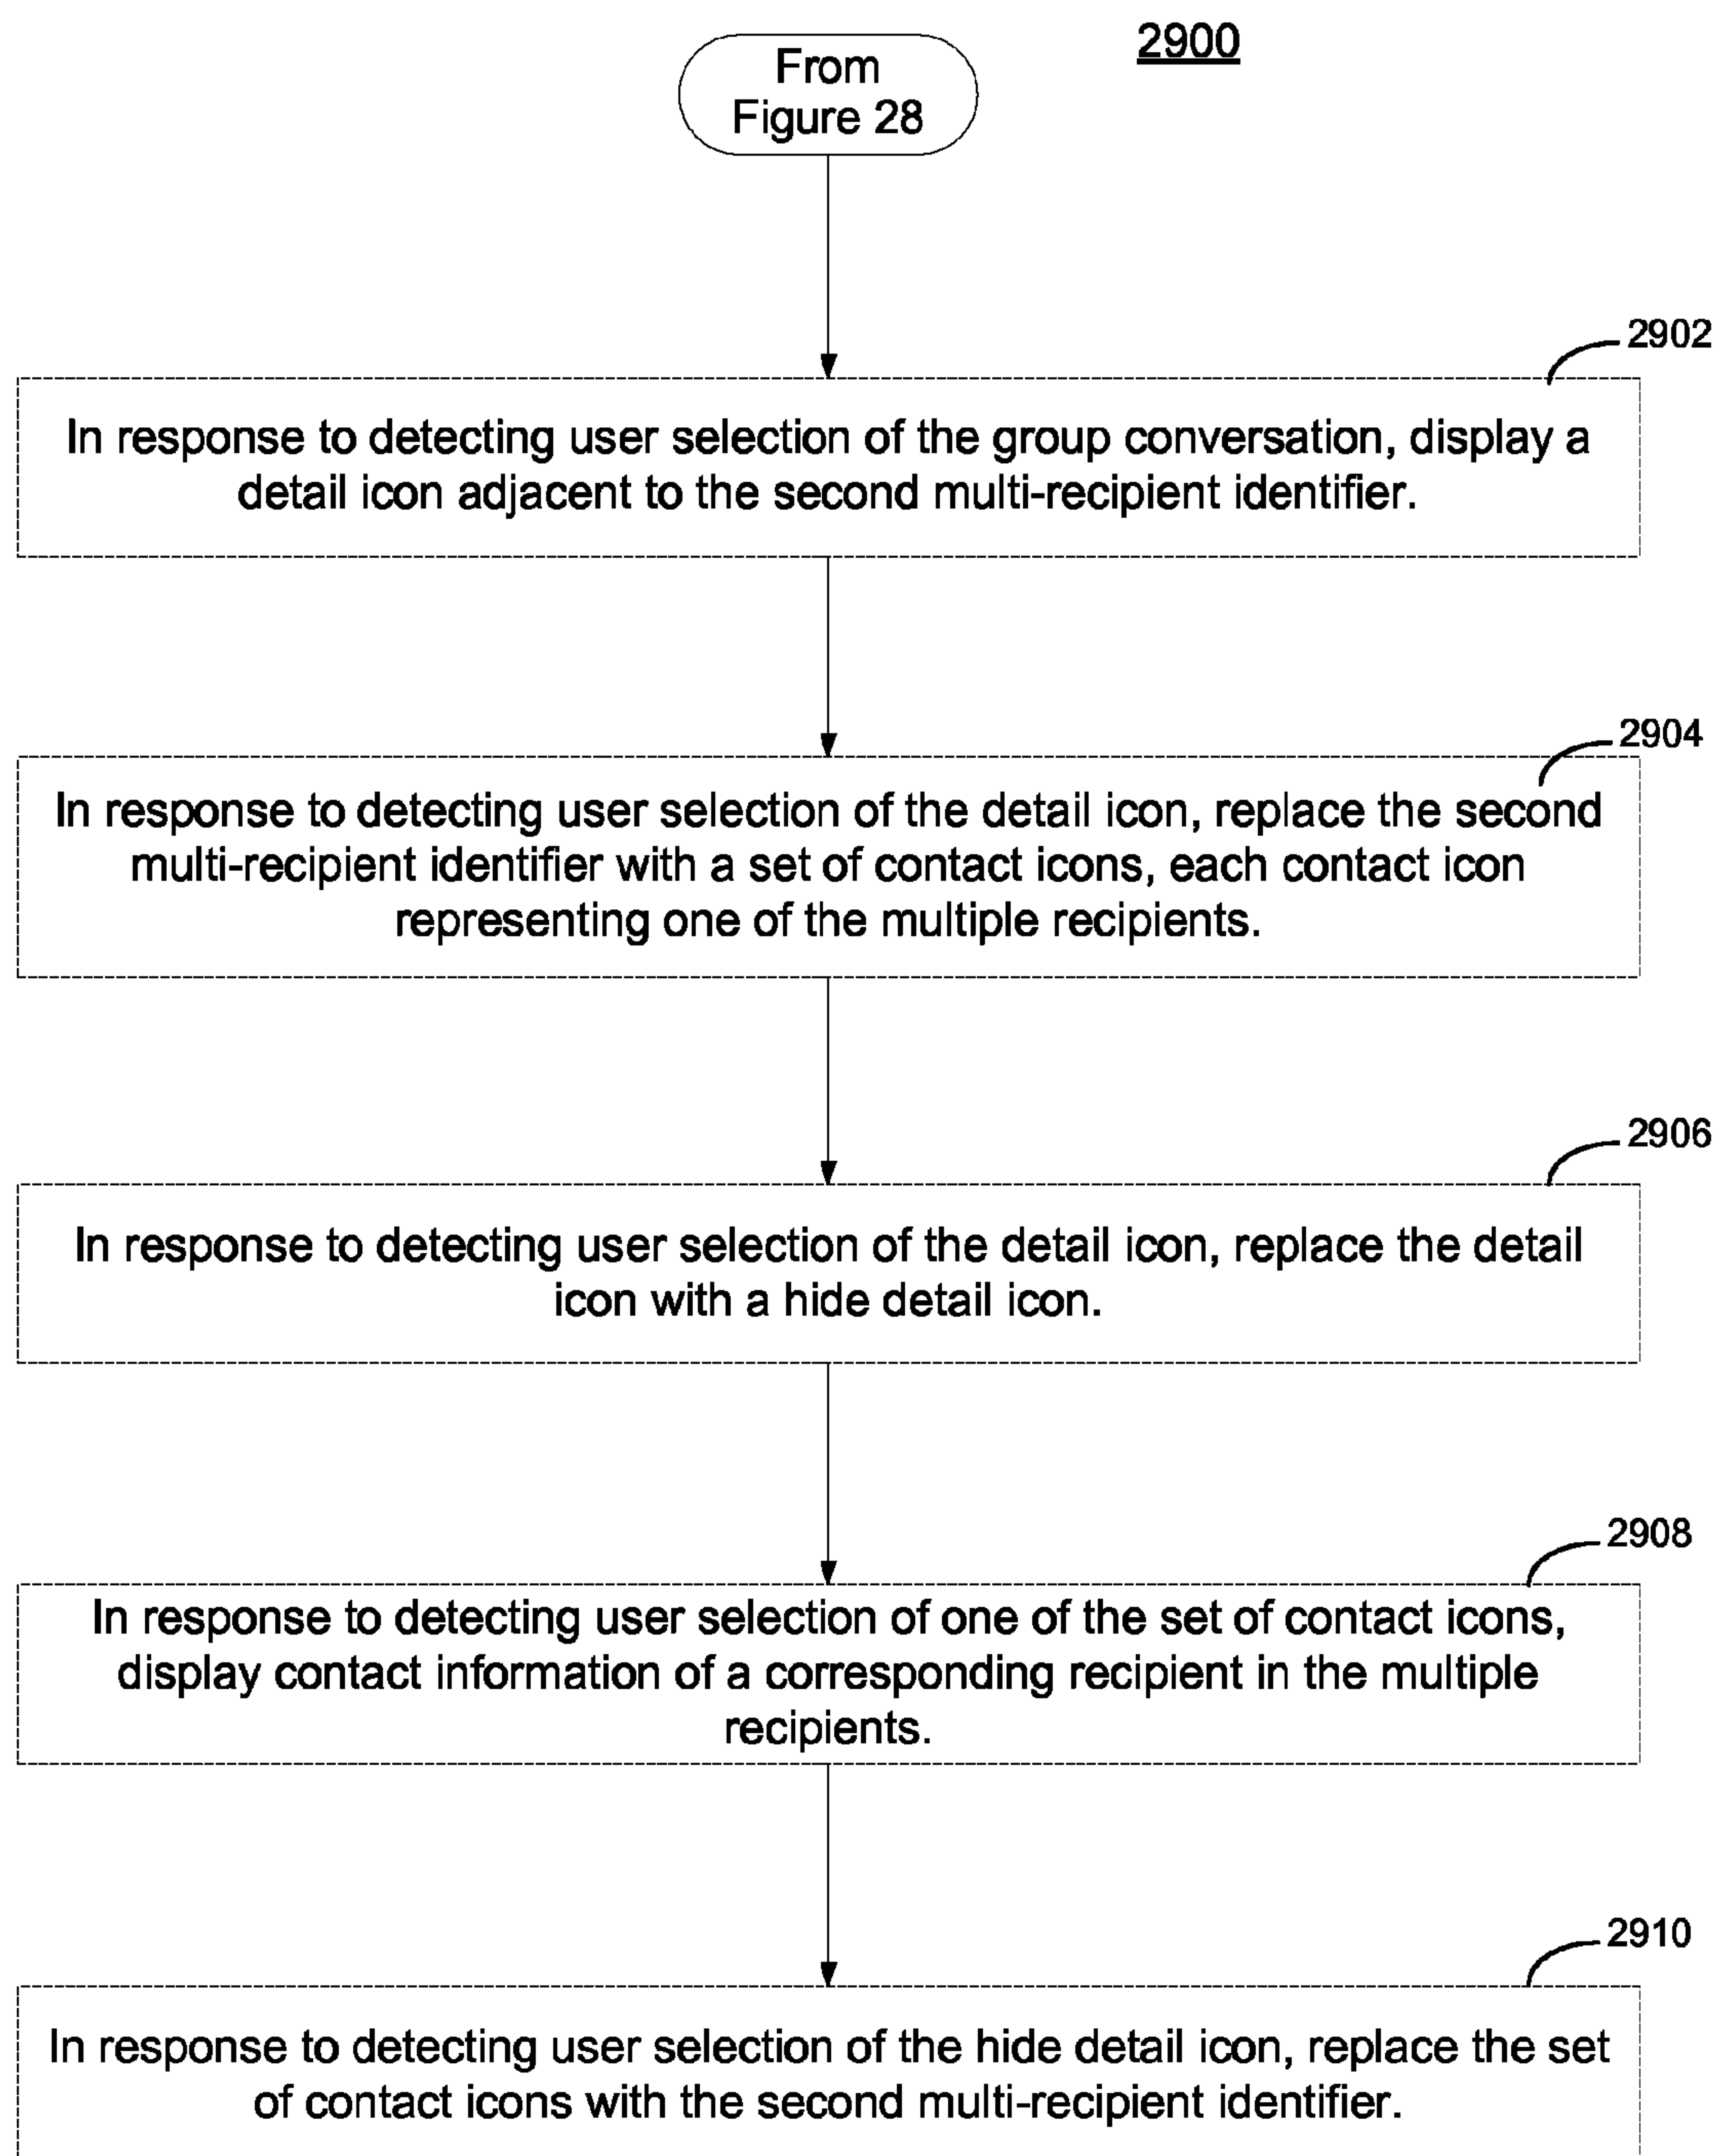 2900
From
Figure 28
2902
In response to detecting user selection of the group conversation, display a
detail icon adjacent to the second multi-recipient identifier.
2904
In response to detecting user selection of the detail icon, replace the second
multi-recipient identifier with a set of contact icons, each contact icon
representing one of the multiple recipients.
2906
In response to detecting user selection of the detail icon, replace the detail
icon with a hide detail icon.
2908
In response to detecting user selection of one of the set of contact icons,
display contact information of a corresponding recipient in the multiple
recipients.
2910
In response to detecting user selection of the hide detail icon, replace the set
of contact icons with the second multi-recipient identifier.